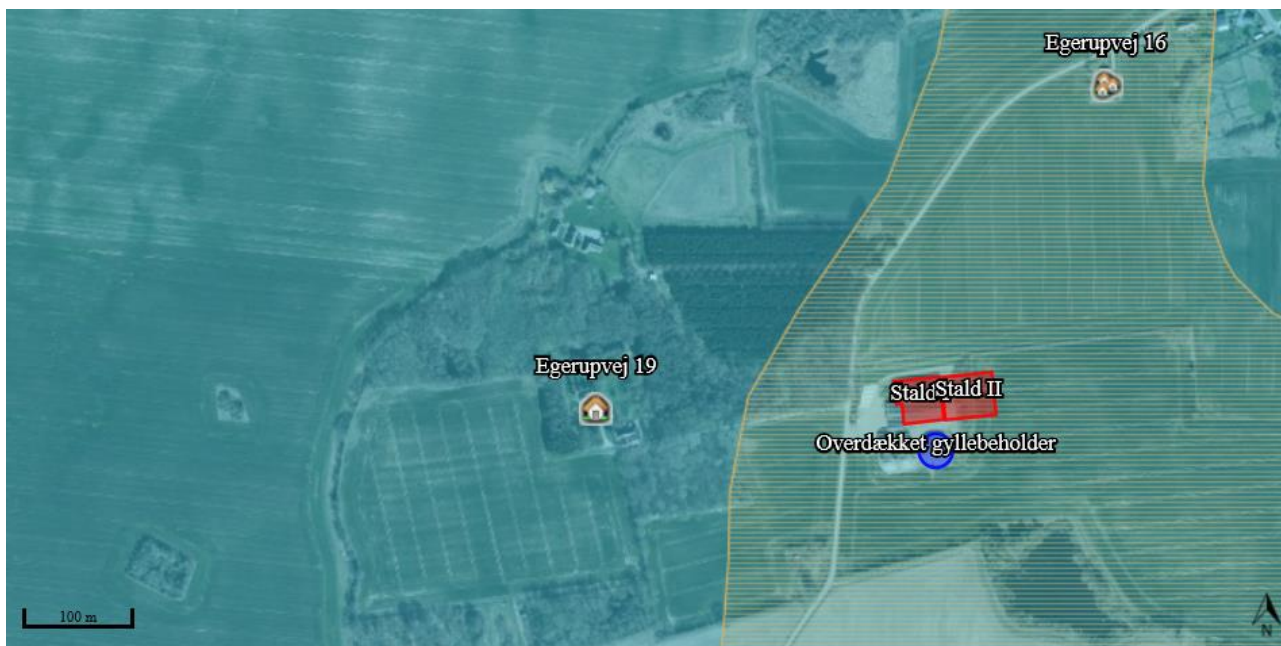 Egerupvej 16
Egerupvej 19
Stald
Stald II
Overdækket gyllebeholder
100 m
N